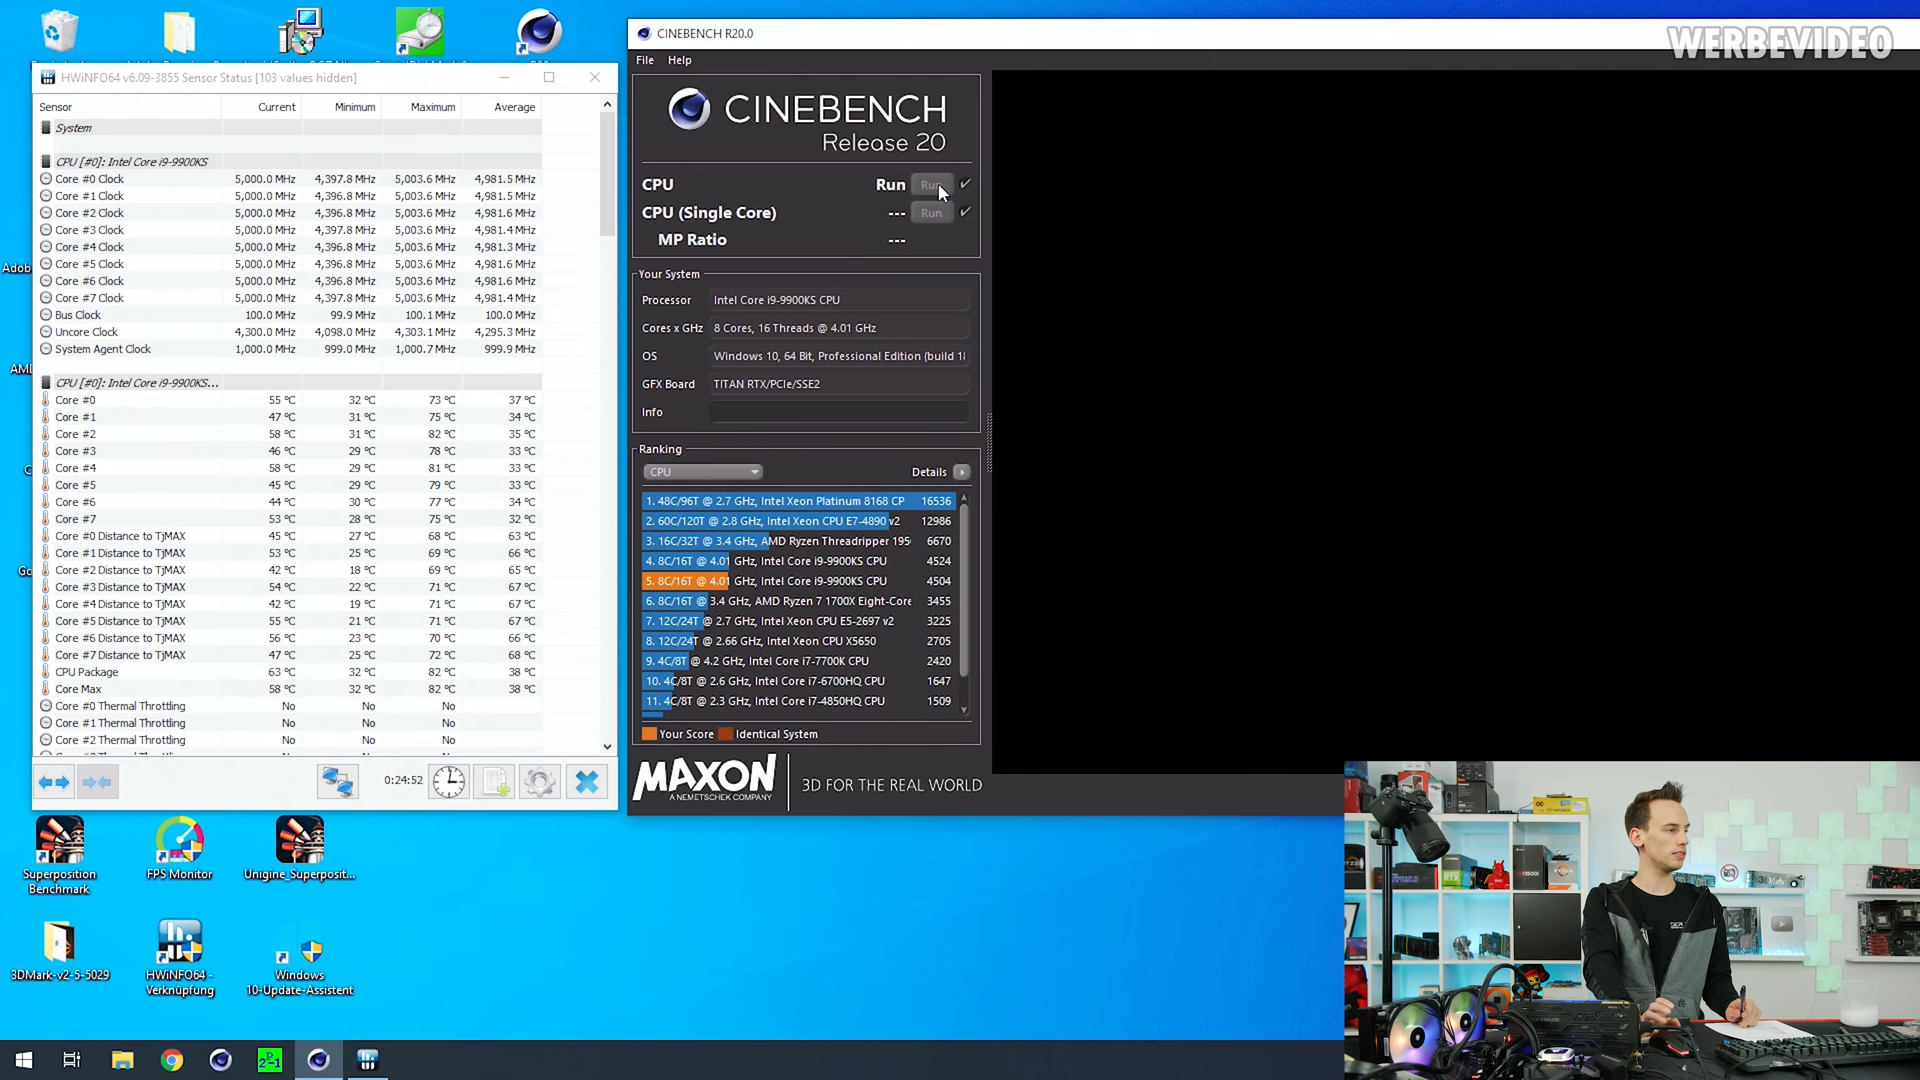 WERBEVIDEO
HWiNFO64 v6.09-3855 Sensor Status [103 values hidden]
Sensor Current Minimum Maximum Average
System
CPU [#0]: Intel Core i9-9900KS
Core #0 Clock 5,000.0 MHz 4,397.8 MHz 5,003.6 MHz 4,981.5 MHz
Core #1 Clock 5,000.0 MHz 4,396.8 MHz 5,003.6 MHz 4,981.6 MHz
Core #2 Clock 5,000.0 MHz 4,397.8 MHz 5,003.6 MHz 4,981.5 MHz
Core #3 Clock 5,000.0 MHz 4,397.8 MHz 5,003.6 MHz 4,981.4 MHz
Core #4 Clock 5,000.0 MHz 4,396.8 MHz 5,003.6 MHz 4,981.3 MHz
Core #5 Clock 5,000.0 MHz 4,396.8 MHz 5,003.6 MHz 4,981.6 MHz
Core #6 Clock 5,000.0 MHz 4,396.8 MHz 5,003.6 MHz 4,981.6 MHz
Core #7 Clock 5,000.0 MHz 4,397.8 MHz 5,003.6 MHz 4,981.4 MHz
Bus Clock 100.0 MHz 99.9 MHz 100.1 MHz 100.0 MHz
Uncore Clock 4,300.0 MHz 4,098.0 MHz 4,303.1 MHz 4,295.3 MHz
System Agent Clock 1,000.0 MHz 999.0 MHz 1,000.7 MHz 999.9 MHz
CPU [#0]: Intel Core i9-9900KS...
Core #0 55 °C 32 °C 73 °C 37 °C
Core #1 47 °C 31 °C 75 °C 34 °C
Core #2 58 °C 31 °C 82 °C 35 °C
Core #3 46 °C 29 °C 78 °C 33 °C
Core #4 58 °C 29 °C 81 °C 33 °C
Core #5 45 °C 29 °C 79 °C 33 °C
Core #6 44 °C 30 °C 77 °C 34 °C
Core #7 53 °C 28 °C 75 °C 32 °C
Core #0 Distance to TjMAX 45 °C 27 °C 68 °C 63 °C
Core #1 Distance to TjMAX 53 °C 25 °C 69 °C 66 °C
Core #2 Distance to TjMAX 42 °C 18 °C 69 °C 65 °C
Core #3 Distance to TjMAX 54 °C 22 °C 71 °C 67 °C
Core #4 Distance to TjMAX 42 °C 19 °C 71 °C 67 °C
Core #5 Distance to TjMAX 55 °C 21 °C 71 °C 67 °C
Core #6 Distance to TjMAX 56 °C 23 °C 70 °C 66 °C
Core #7 Distance to TjMAX 47 °C 25 °C 72 °C 68 °C
CPU Package 63 °C 32 °C 82 °C 38 °C
Core Max 58 °C 32 °C 82 °C 38 °C
Core #0 Thermal Throttling No No No
Core #1 Thermal Throttling No No No
Core #2 Thermal Throttling No No No
0:24:52
CINEBENCH R20.0
File Help
CINEBENCH
Release 20
CPU Run Run
CPU (Single Core) --- Run
MP Ratio ---
Your System
Processor Intel Core i9-9900KS CPU
Cores x GHz 8 Cores, 16 Threads @ 4.01 GHz
OS Windows 10, 64 Bit, Professional Edition (build 18
GFX Board TITAN RTX/PCIe/SSE2
Info
Ranking
CPU Details
1. 48C/96T @ 2.7 GHz, Intel Xeon Platinum 8168 CP 16536
2. 60C/120T @ 2.8 GHz, Intel Xeon CPU E7-4890 v2 12986
3. 16C/32T @ 3.4 GHz, AMD Ryzen Threadripper 195 6670
4. 8C/16T @ 4.01 GHz, Intel Core i9-9900KS CPU 4524
5. 8C/16T @ 4.01 GHz, Intel Core i9-9900KS CPU 4504
6. 8C/16T @ 3.4 GHz, AMD Ryzen 7 1700X Eight-Core 3455
7. 12C/24T @ 2.7 GHz, Intel Xeon CPU E5-2697 v2 3225
8. 12C/24T @ 2.66 GHz, Intel Xeon CPU X5650 2705
9. 4C/8T @ 4.2 GHz, Intel Core i7-7700K CPU 2420
10. 4C/8T @ 2.6 GHz, Intel Core i7-6700HQ CPU 1647
11. 4C/8T @ 2.3 GHz, Intel Core i7-4850HQ CPU 1509
Your Score Identical System
MAXON
A NEMETSCHEK COMPANY
3D FOR THE REAL WORLD
Adob
AMD
Go
Superposition
Benchmark
FPS Monitor
Unigine_Superposit...
3DMark-v2-5-5029
HWiNFO64 -
Verknüpfung
Windows
10-Update-Assistent